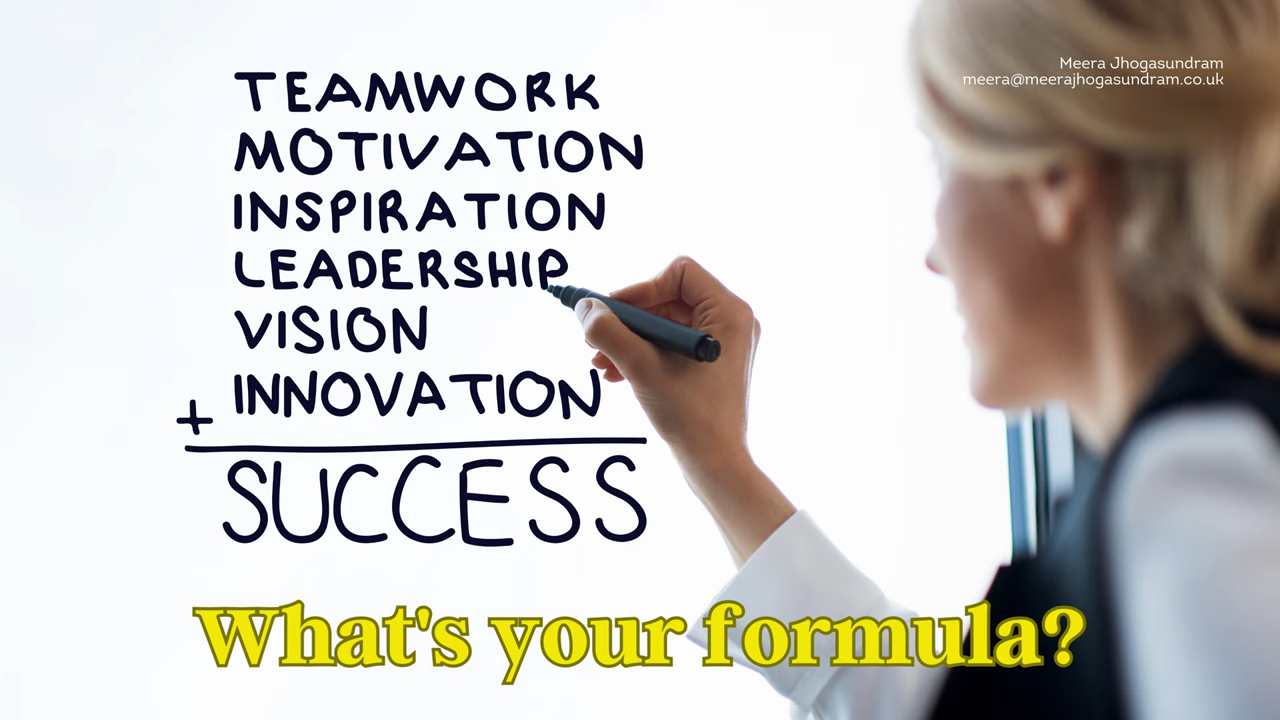 Meera Jhogasundram
meera@meerajhogasundram.co.uk
TEAMWORK
MOTIVATION
INSPIRATION
LEADERSHIP
VISION
+ INNOVATION
SUCCESS
What's your formula?